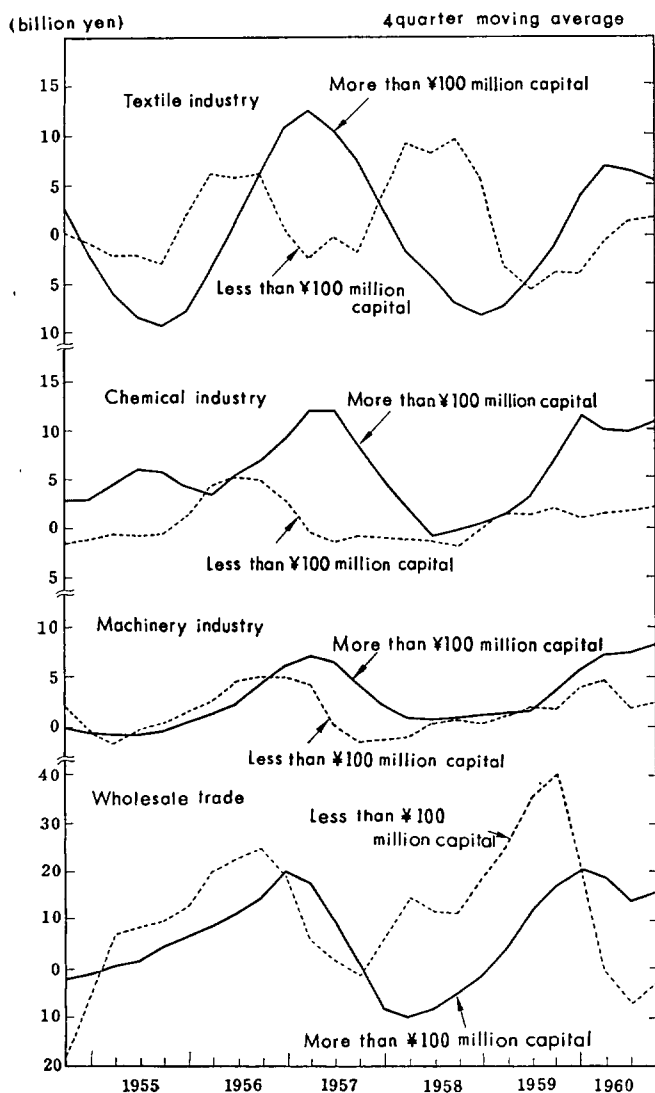 (billion yen)
4 quarter moving average
Textile industry
More than ¥100 million capital
15
10
5
0
5
10
Less than ¥100 million
capital
Chemical industry
More than ¥100 million capital
15
10
5
0
5
Less than ¥100 million capital
Machinery industry
More than ¥100 million capital
10
5
0
Less than ¥100 million capital
Wholesale trade
Less than ¥100
million capital
40
30
20
10
0
10
20
More than ¥100 million capital
1955 1956 1957 1958 1959 1960